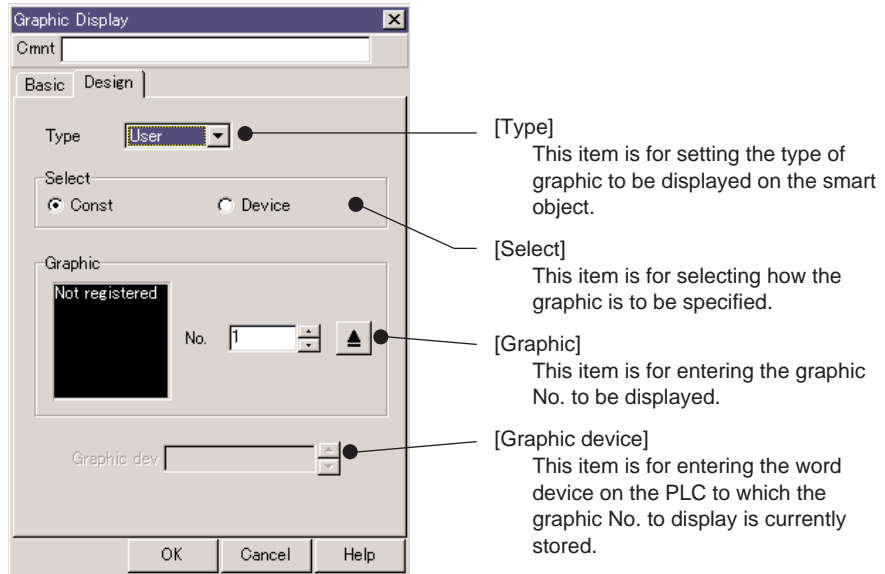 Graphic Display
Cmnt
Basic
Design
Type
User
Select
Const
Device
Graphic
Not registered
No.
1
Graphic dev
OK
Cancel
Help
[Type]
This item is for setting the type of
graphic to be displayed on the smart
object.
[Select]
This item is for selecting how the
graphic is to be specified.
[Graphic]
This item is for entering the graphic
No. to be displayed.
[Graphic device]
This item is for entering the word
device on the PLC to which the
graphic No. to display is currently
stored.